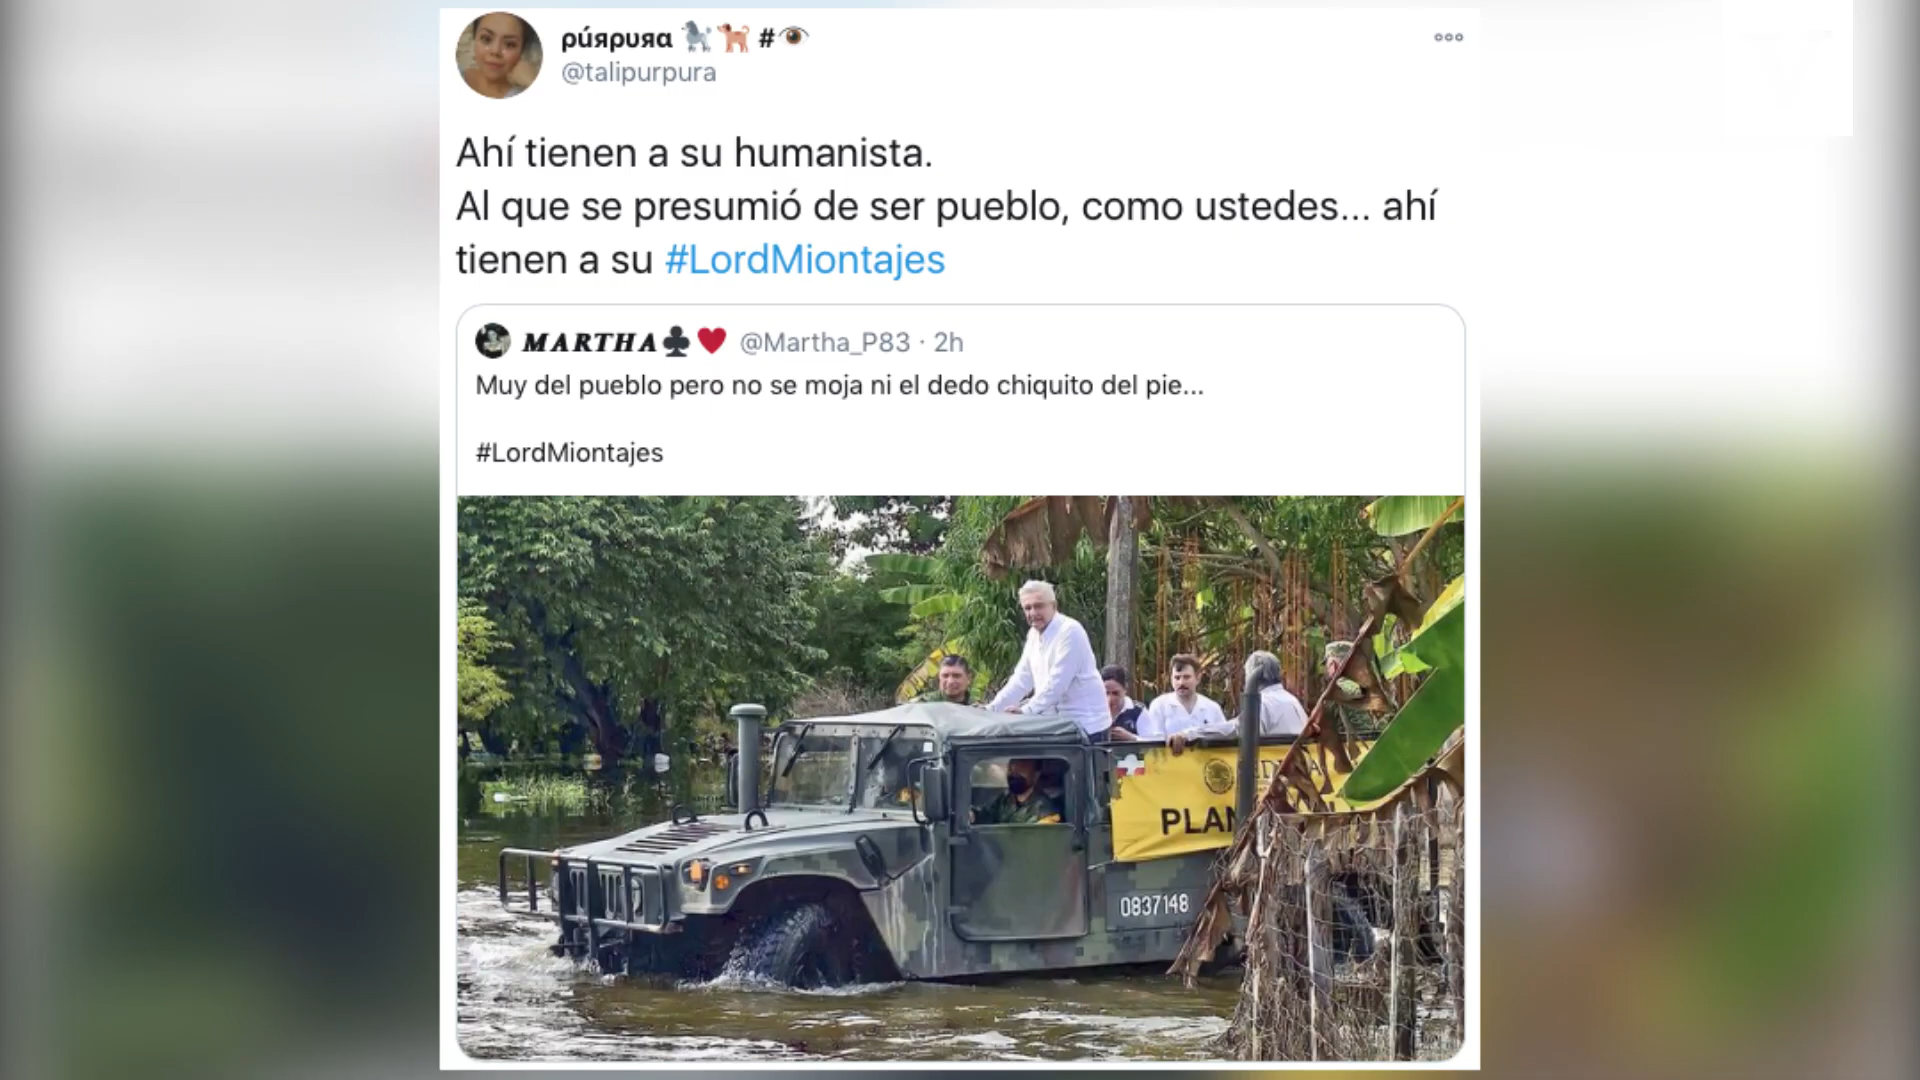 púяpuяα 🐩🐕 #👁
@talipurpura
Ahí tienen a su humanista.
Al que se presumió de ser pueblo, como ustedes... ahí
tienen a su #LordMiontajes
MARTHA♣❤ @Martha_P83 · 2h
Muy del pueblo pero no se moja ni el dedo chiquito del pie...
#LordMiontajes
PLAN
0837148